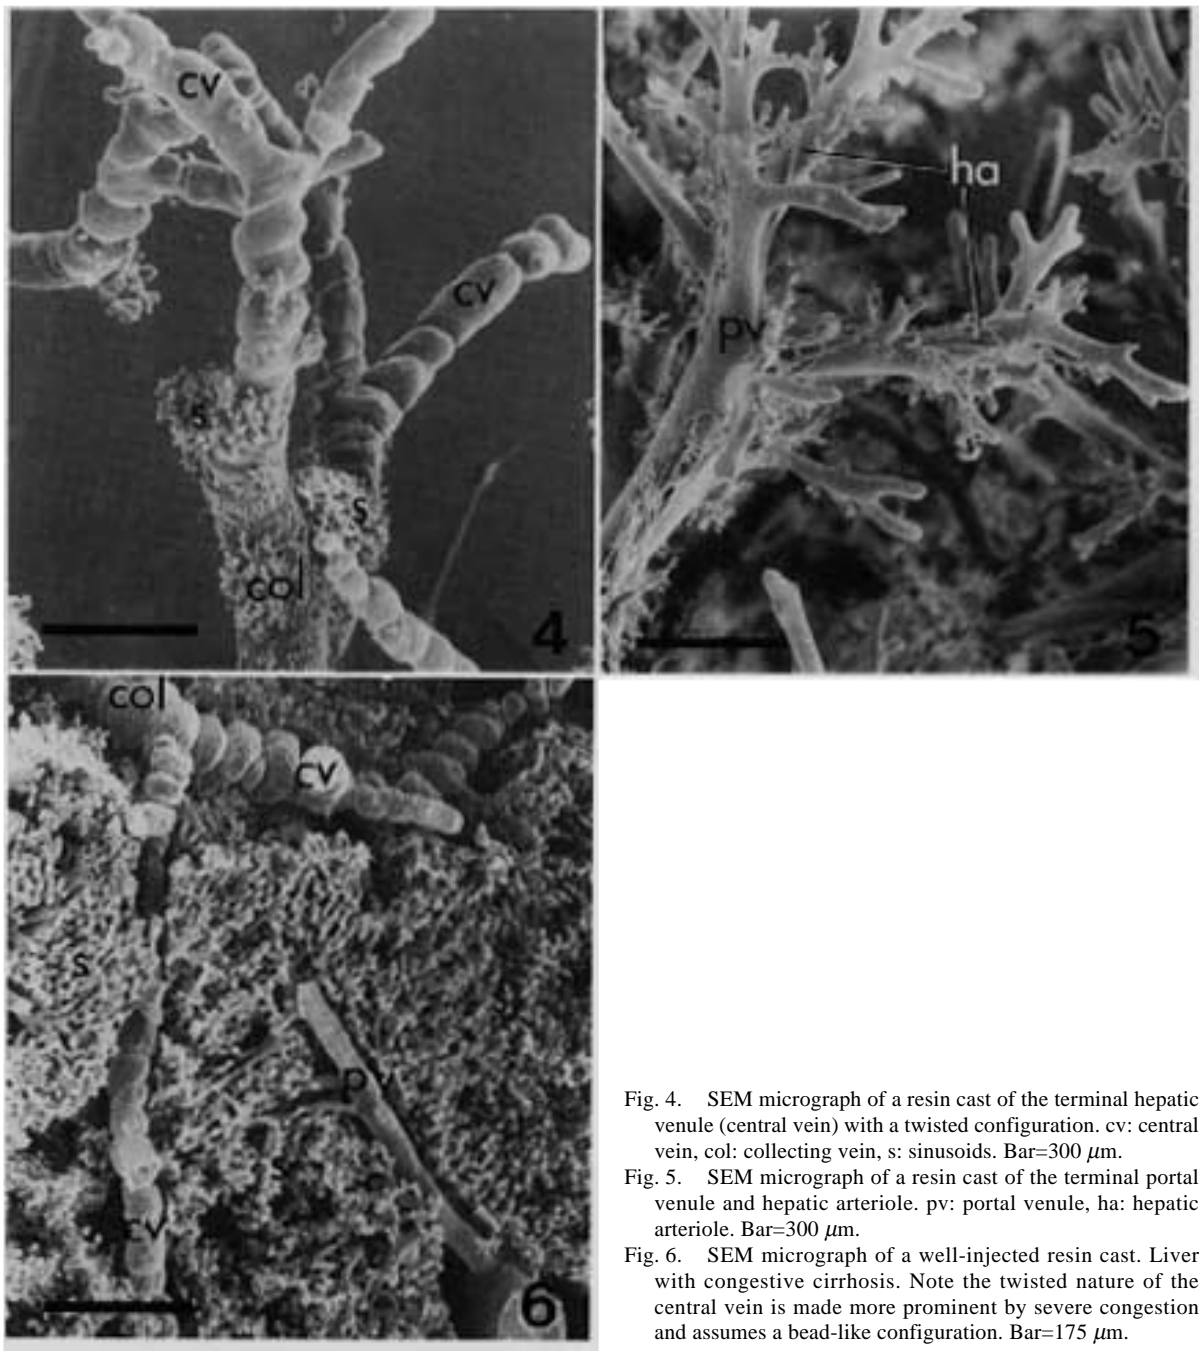 cv
cv
s
s
col
4
ha
pv
5
col
cv
s
pv
cv
6
Fig. 4. SEM micrograph of a resin cast of the terminal hepatic
venule (central vein) with a twisted configuration. cv: central
vein, col: collecting vein, s: sinusoids. Bar=300 μm.
Fig. 5. SEM micrograph of a resin cast of the terminal portal
venule and hepatic arteriole. pv: portal venule, ha: hepatic
arteriole. Bar=300 μm.
Fig. 6. SEM micrograph of a well-injected resin cast. Liver
with congestive cirrhosis. Note the twisted nature of the
central vein is made more prominent by severe congestion
and assumes a bead-like configuration. Bar=175 μm.